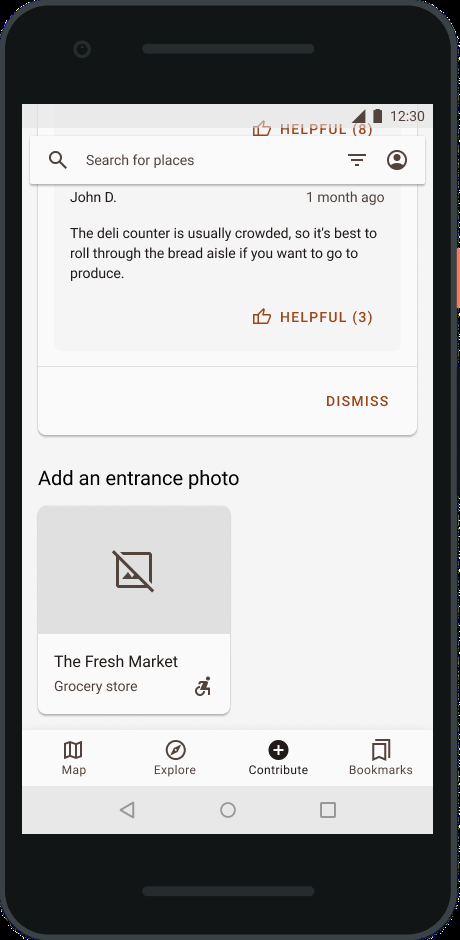 12:30
HELPFUL (8)
Search for places
John D. 1 month ago
The deli counter is usually crowded, so it's best to
roll through the bread aisle if you want to go to
produce.
HELPFUL (3)
DISMISS
Add an entrance photo
The Fresh Market
Grocery store
Map Explore Contribute Bookmarks